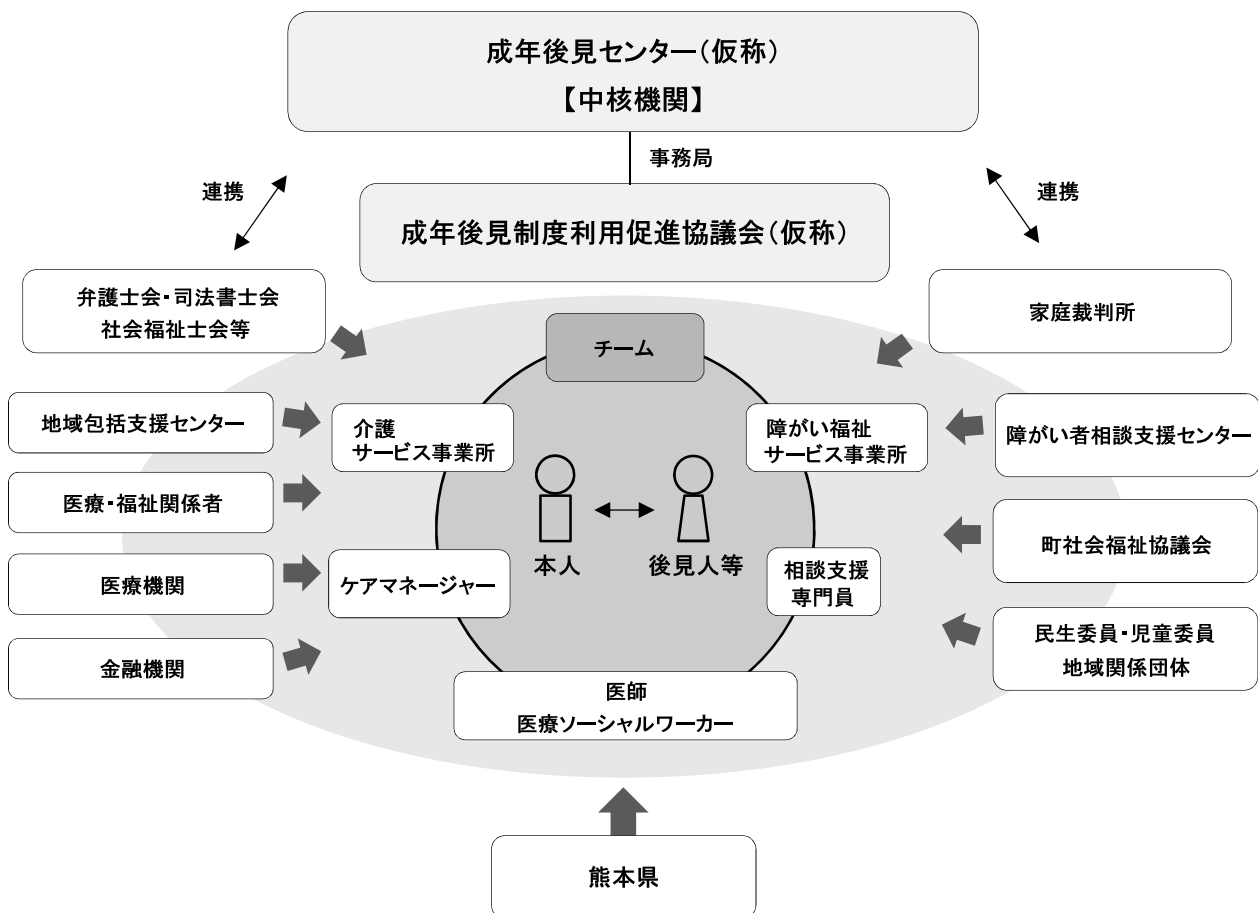 成年後見センター(仮称)
【中核機関】
事務局
連携
連携
成年後見制度利用促進協議会(仮称)
弁護士会・司法書士会
社会福祉士会等
家庭裁判所
チーム
地域包括支援センター
介護
サービス事業所
障がい福祉
サービス事業所
障がい者相談支援センター
医療・福祉関係者
町社会福祉協議会
本人
後見人等
医療機関
ケアマネージャー
相談支援
専門員
民生委員・児童委員
地域関係団体
金融機関
医師
医療ソーシャルワーカー
熊本県